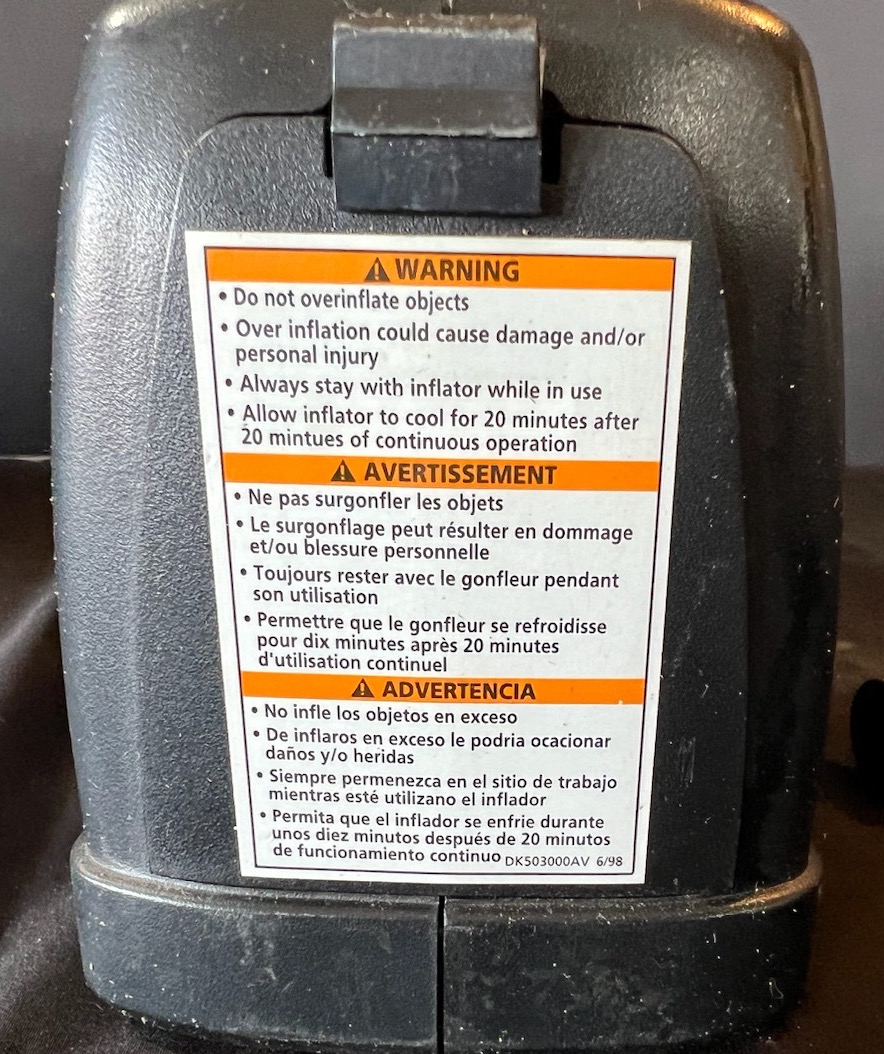 ⚠ WARNING
• Do not overinflate objects
• Over inflation could cause damage and/or
personal injury
• Always stay with inflator while in use
• Allow inflator to cool for 20 minutes after
20 mintues of continuous operation
⚠ AVERTISSEMENT
• Ne pas surgonfler les objets
• Le surgonflage peut résulter en dommage
et/ou blessure personnelle
• Toujours rester avec le gonfleur pendant
son utilisation
• Permettre que le gonfleur se refroidisse
pour dix minutes après 20 minutes
d'utilisation continuel
⚠ ADVERTENCIA
• No infle los objetos en exceso
• De inflaros en exceso le podria ocacionar
daños y/o heridas
• Siempre permenezca en el sitio de trabajo
mientras esté utilizano el inflador
• Permita que el inflador se enfrie durante
unos diez minutos después de 20 minutos
de funcionamiento continuo DK503000AV 6/98